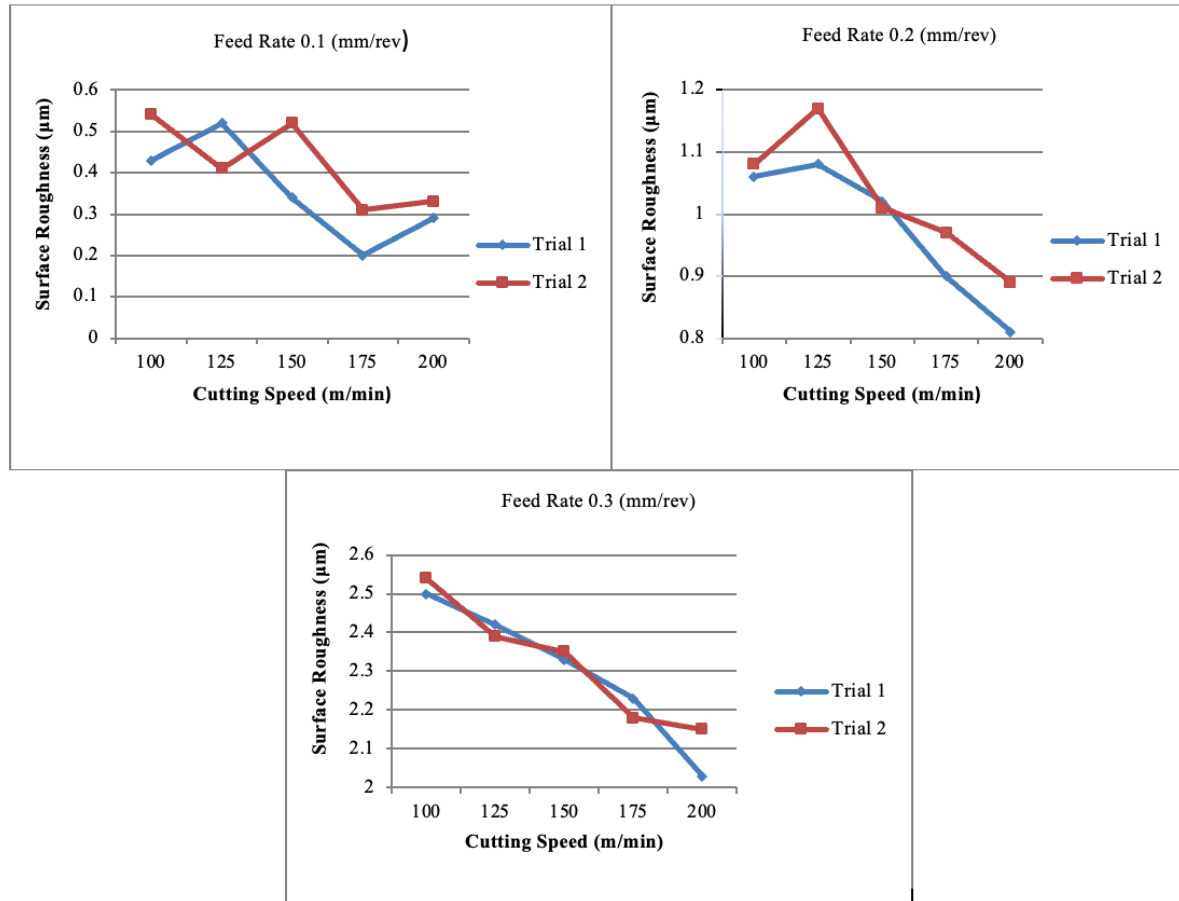 Feed Rate 0.1 (mm/rev)
Surface Roughness (µm)
0.6
0.5
0.4
0.3
0.2
0.1
0
100 125 150 175 200
Cutting Speed (m/min)
Trial 1
Trial 2
Feed Rate 0.2 (mm/rev)
Surface Roughness (µm)
1.2
1.1
1
0.9
0.8
100 125 150 175 200
Cutting Speed (m/min)
Trial 1
Trial 2
Feed Rate 0.3 (mm/rev)
Surface Roughness (µm)
2.6
2.5
2.4
2.3
2.2
2.1
2
100 125 150 175 200
Cutting Speed (m/min)
Trial 1
Trial 2